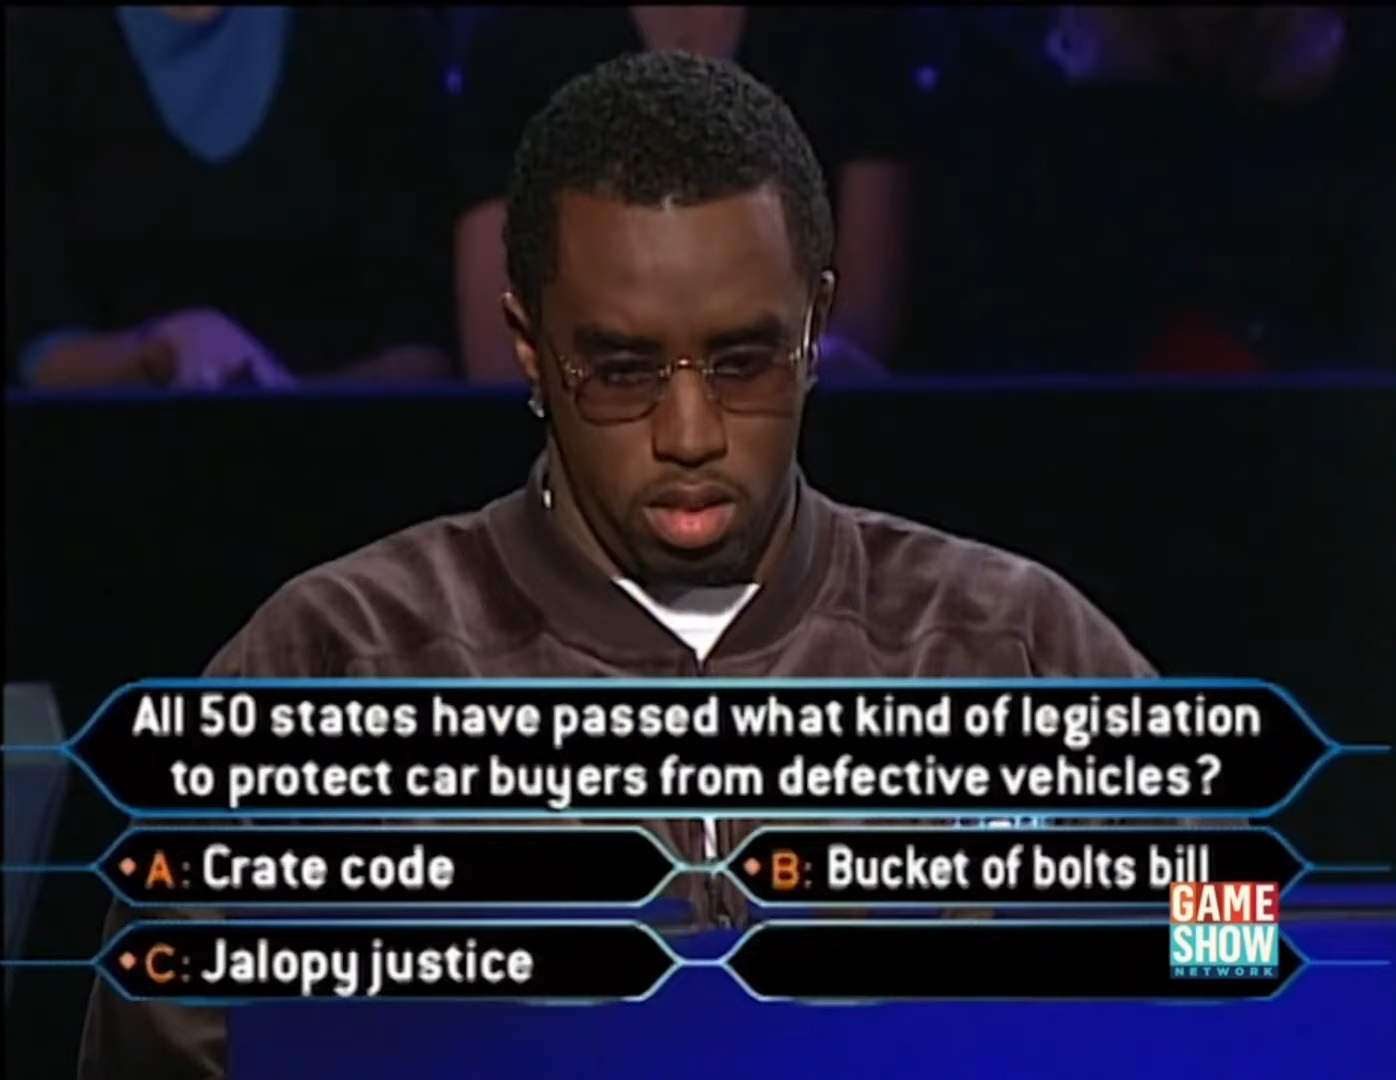 All 50 states have passed what kind of legislation
to protect car buyers from defective vehicles?
A: Crate code
B: Bucket of bolts bill
C: Jalopy justice
GAME
SHOW
NETWORK